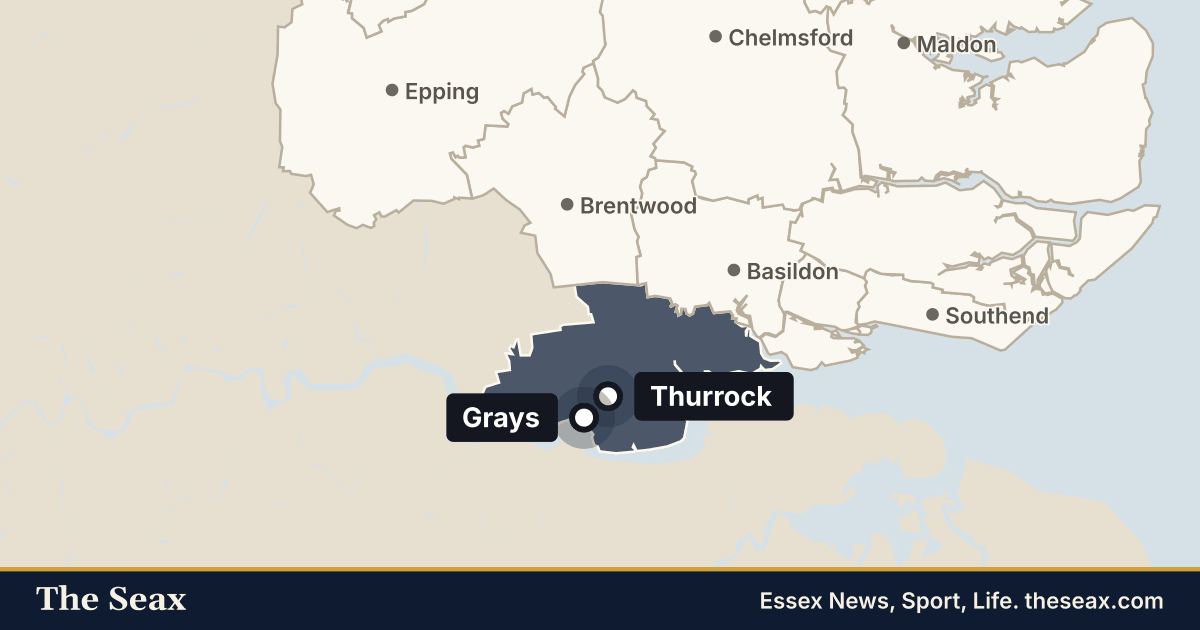 Chelmsford
Maldon
Epping
Brentwood
Basildon
Southend
Thurrock
Grays
The Seax
Essex News, Sport, Life. theseax.com